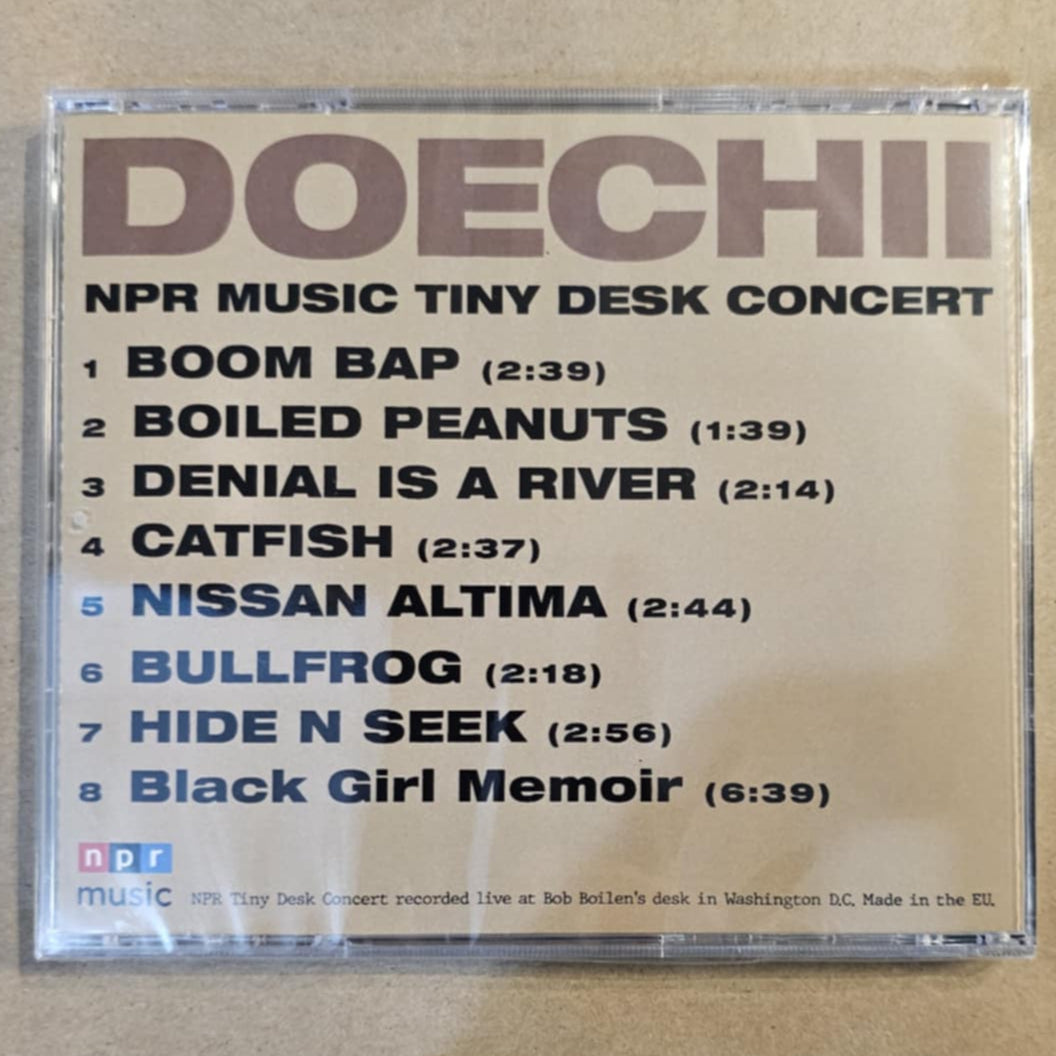 DOECHII
NPR MUSIC TINY DESK CONCERT
1 BOOM BAP (2:39)
2 BOILED PEANUTS (1:39)
3 DENIAL IS A RIVER (2:14)
4 CATFISH (2:37)
5 NISSAN ALTIMA (2:44)
6 BULLFROG (2:18)
7 HIDE N SEEK (2:56)
8 Black Girl Memoir (6:39)
npr
music NPR Tiny Desk Concert recorded live at Bob Boilen's desk in Washington D.C. Made in the EU.